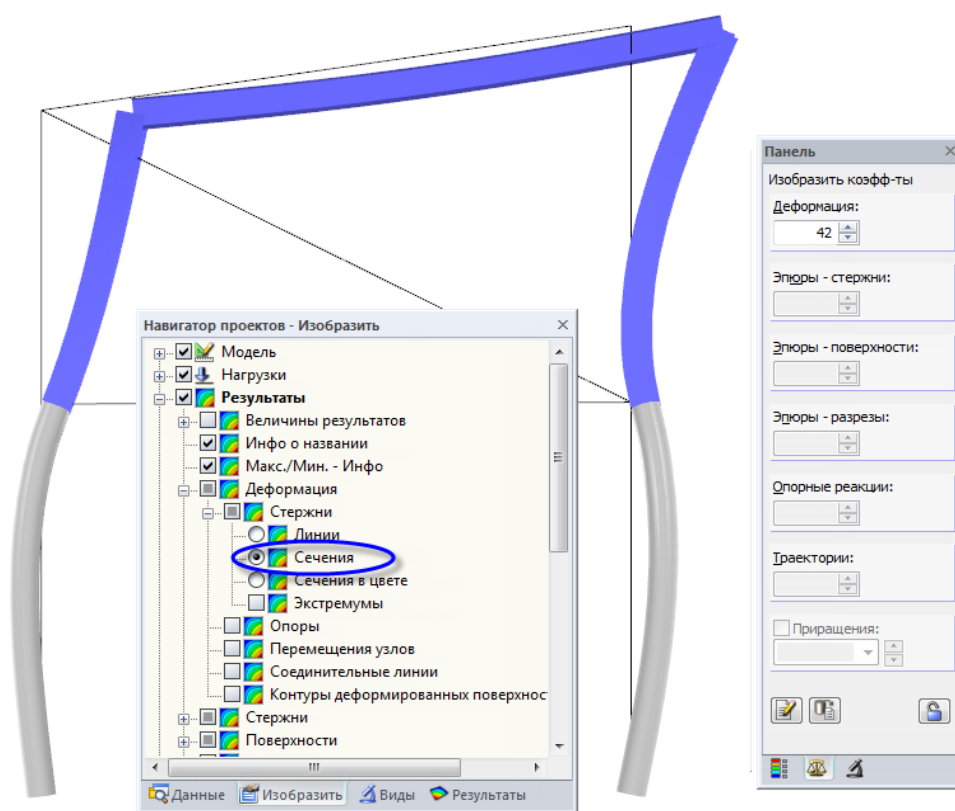 Навигатор проектов - Изобразить
Модель
Нагрузки
Результаты
Величины результатов
Инфо о названии
Макс./Мин. - Инфо
Деформация
Стержни
Линии
Сечения
Сечения в цвете
Экстремумы
Опоры
Перемещения узлов
Соединительные линии
Контуры деформированных поверхнос
Стержни
Поверхности
Данные Изобразить Виды Результаты
Панель
Изобразить коэфф-ты
Деформация:
42
Эпюры - стержни:
Эпюры - поверхности:
Эпюры - разрезы:
Опорные реакции:
Траектории:
Приращения: